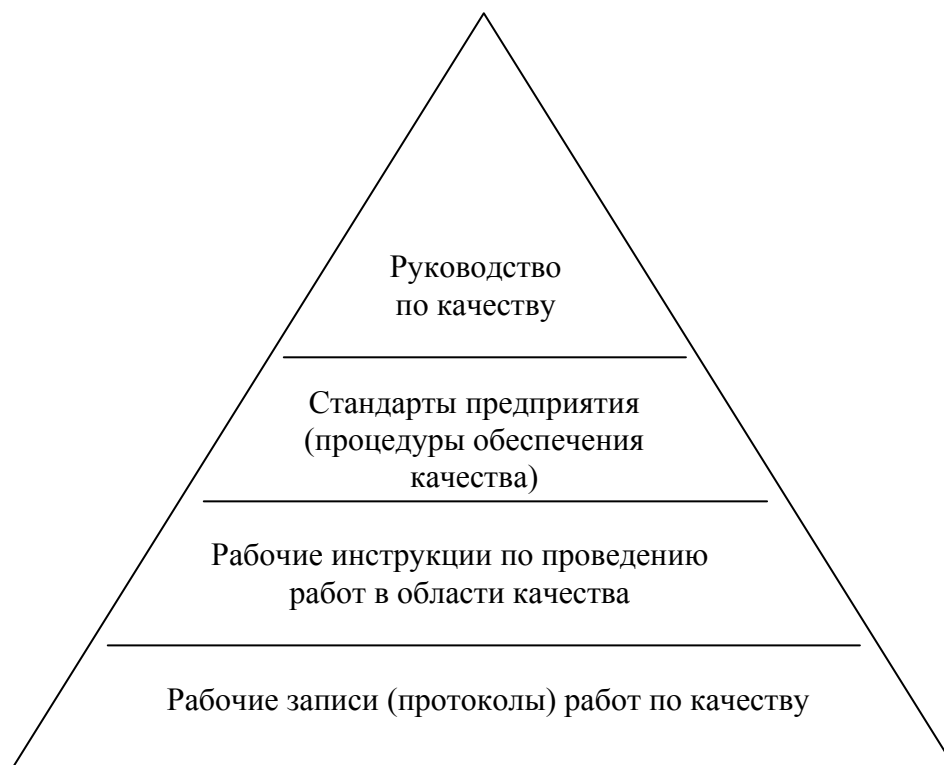 Руководство
по качеству
Стандарты предприятия
(процедуры обеспечения
качества)
Рабочие инструкции по проведению
работ в области качества
Рабочие записи (протоколы) работ по качеству